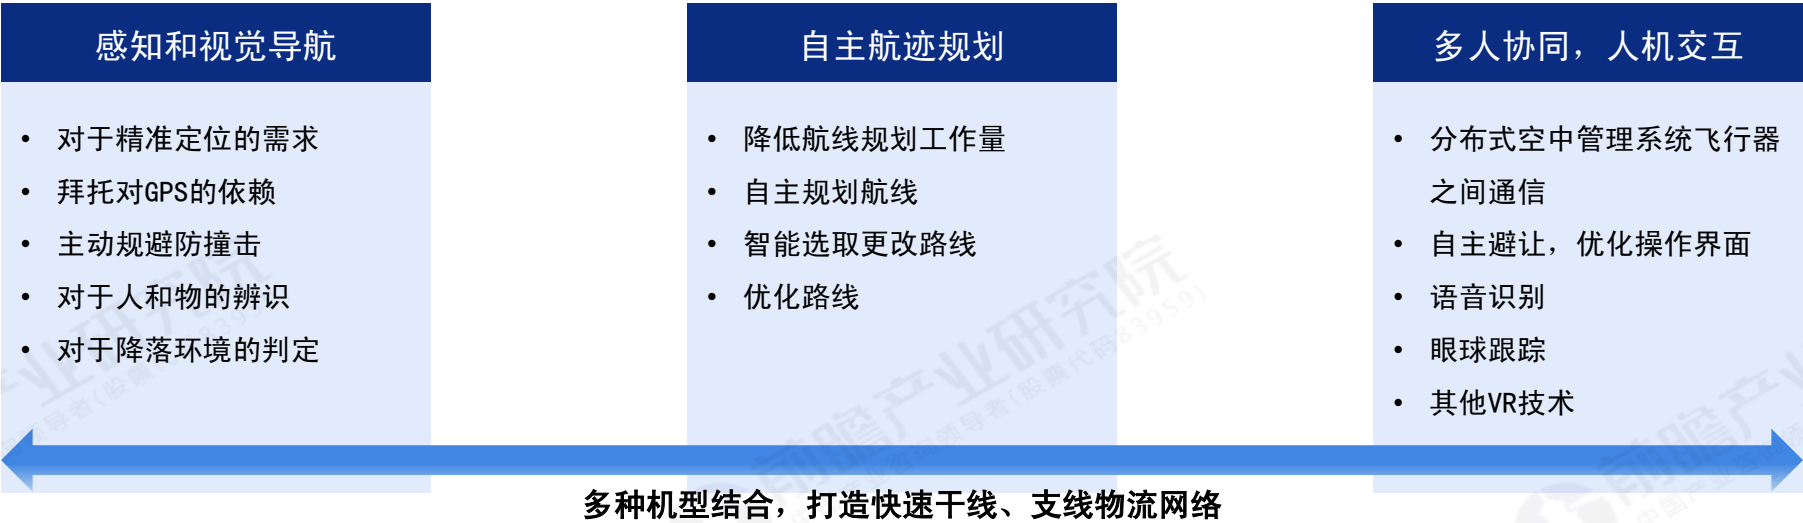 感知和视觉导航
• 对于精准定位的需求
• 拜托对GPS的依赖
• 主动规避防撞击
• 对于人和物的辨识
• 对于降落环境的判定
自主航迹规划
• 降低航线规划工作量
• 自主规划航线
• 智能选取更改路线
• 优化路线
多人协同，人机交互
• 分布式空中管理系统飞行器
之间通信
• 自主避让，优化操作界面
• 语音识别
• 眼球跟踪
• 其他VR技术
多种机型结合，打造快速干线、支线物流网络
前瞻产业研究院